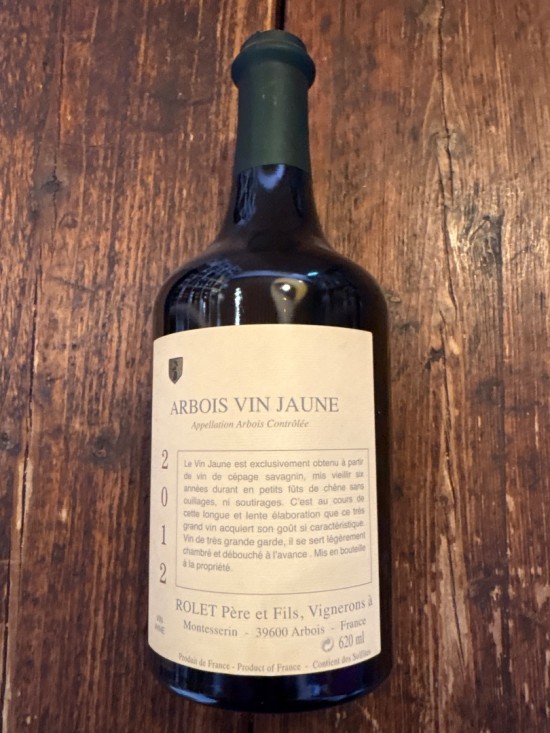 ARBOIS VIN JAUNE
Appellation Arbois Contrôlée
2012
Le Vin Jaune est exclusivement obtenu à partir
de vin de cépage savagnin, mis vieillir six
années durant en petits fûts de chêne sans
ouillages, ni soutirages. C'est au cours de
cette longue et lente élaboration que ce très
grand vin acquiert son goût si caractéristique.
Vin de très grande garde, il se sert légèrement
chambré et débouché à l'avance . Mis en bouteille
à la propriété.
ROLET Père et Fils, Vignerons à
Montesserin - 39600 Arbois - France
620 ml
Produit de France - Product of France - Contient des Sulfites